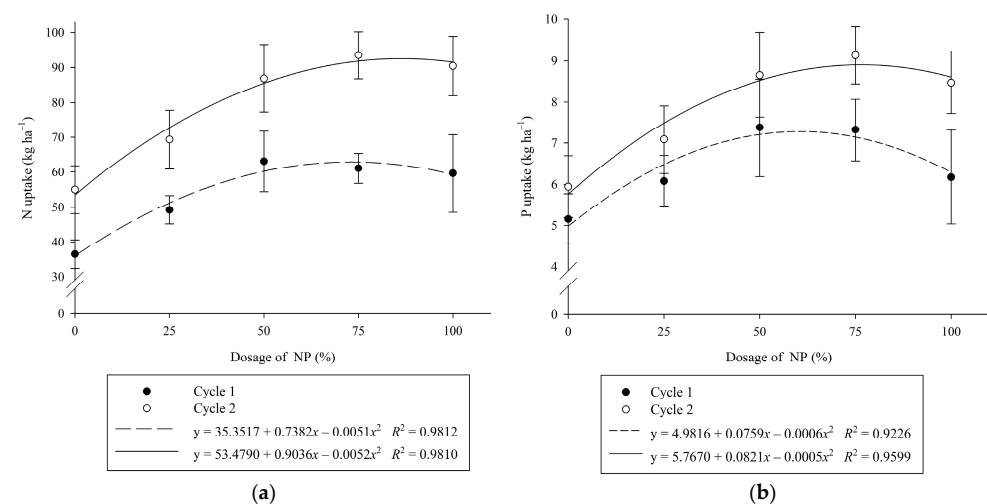 100
90
80
70
60
50
40
30
0
N uptake (kg ha⁻¹)
0 25 50 75 100
Dosage of NP (%)
Cycle 1
Cycle 2
y = 35.3517 + 0.7382x – 0.0051x² R² = 0.9812
y = 53.4790 + 0.9036x – 0.0052x² R² = 0.9810
(a)
10
9
8
7
6
5
4
0
P uptake (kg ha⁻¹)
0 25 50 75 100
Dosage of NP (%)
Cycle 1
Cycle 2
y = 4.9816 + 0.0759x – 0.0006x² R² = 0.9226
y = 5.7670 + 0.0821x – 0.0005x² R² = 0.9599
(b)